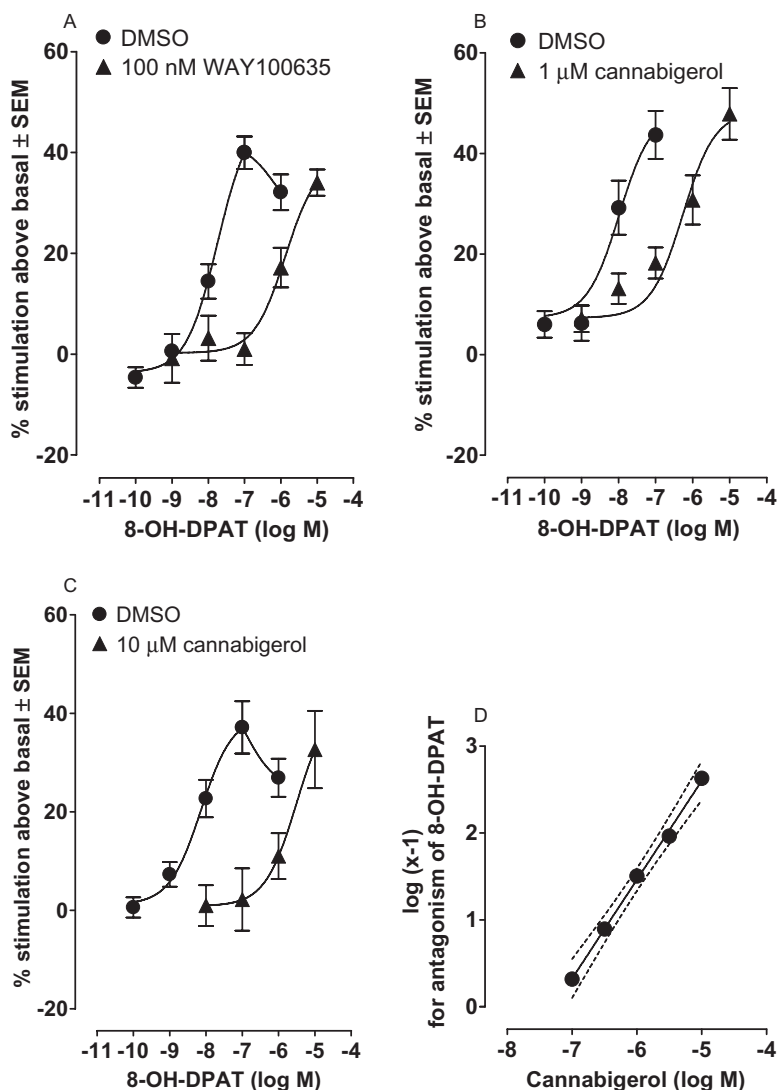 A
DMSO
100 nM WAY100635
% stimulation above basal ± SEM
60
40
20
0
-20
-11 -10 -9 -8 -7 -6 -5 -4
8-OH-DPAT (log M)
B
DMSO
1 μM cannabigerol
% stimulation above basal ± SEM
60
40
20
0
-20
-11 -10 -9 -8 -7 -6 -5 -4
8-OH-DPAT (log M)
C
DMSO
10 μM cannabigerol
% stimulation above basal ± SEM
60
40
20
0
-20
-11 -10 -9 -8 -7 -6 -5 -4
8-OH-DPAT (log M)
D
log (x-1)
for antagonism of 8-OH-DPAT
3
2
1
0
-8 -7 -6 -5 -4
Cannabigerol (log M)